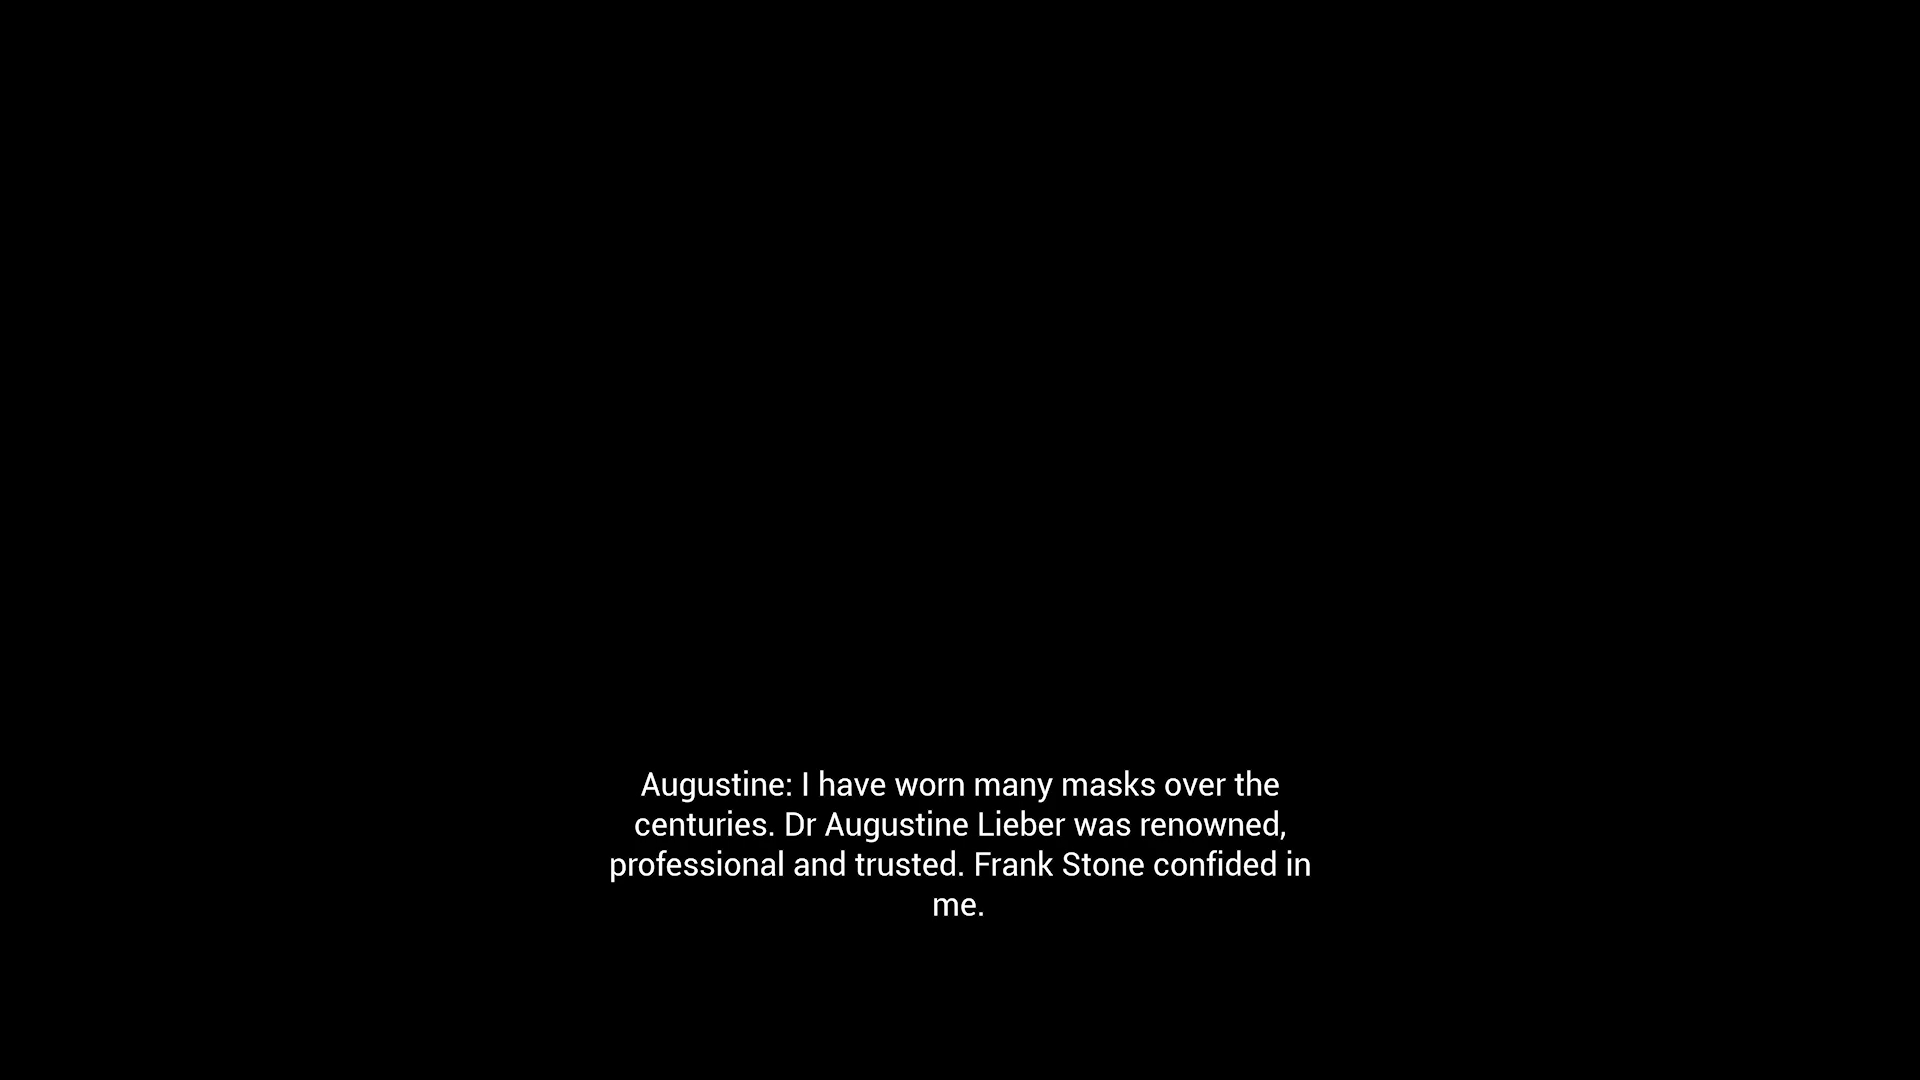 Augustine: I have worn many masks over the
centuries. Dr Augustine Lieber was renowned,
professional and trusted. Frank Stone confided in
me.